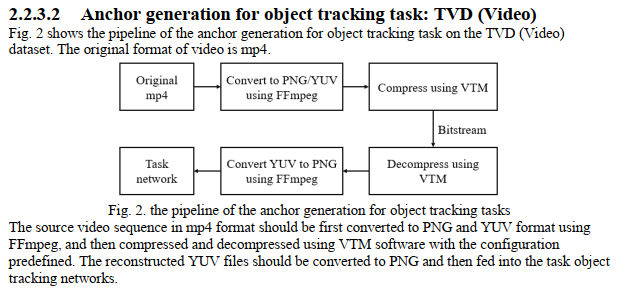 2.2.3.2 Anchor generation for object tracking task: TVD (Video)
Fig. 2 shows the pipeline of the anchor generation for object tracking task on the TVD (Video)
dataset. The original format of video is mp4.
Original
mp4
Convert to PNG/YUV
using FFmpeg
Compress using VTM
Bitstream
Task
network
Convert YUV to PNG
using FFmpeg
Decompress using
VTM
Fig. 2. the pipeline of the anchor generation for object tracking tasks
The source video sequence in mp4 format should be first converted to PNG and YUV format using
FFmpeg, and then compressed and decompressed using VTM software with the configuration
predefined. The reconstructed YUV files should be converted to PNG and then fed into the task object
tracking networks.